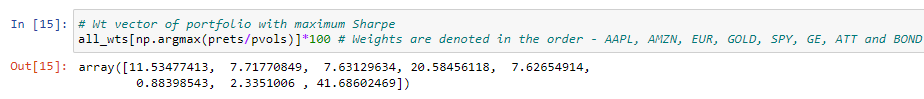 In [15]: # Wt vector of portfolio with maximum Sharpe
all_wts[np.argmax(prets/pvols)]*100 # Weights are denoted in the order - AAPL, AMZN, EUR, GOLD, SPY, GE, ATT and BOND
Out[15]: array([11.53477413,  7.71770849,  7.63129634, 20.58456118,  7.62654914,
0.88398543,  2.3351006 , 41.68602469])